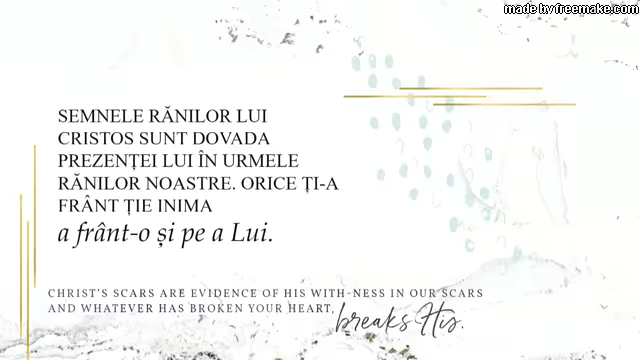 made by freemake.com
SEMNELE RĂNILOR LUI
CRISTOS SUNT DOVADA
PREZENȚEI LUI ÎN URMELE
RĂNILOR NOASTRE. ORICE ȚI-A
FRÂNT ȚIE INIMA
a frânt-o și pe a Lui.
CHRIST'S SCARS ARE EVIDENCE OF HIS WITH-NESS IN OUR SCARS
AND WHATEVER HAS BROKEN YOUR HEART,
breaks His.